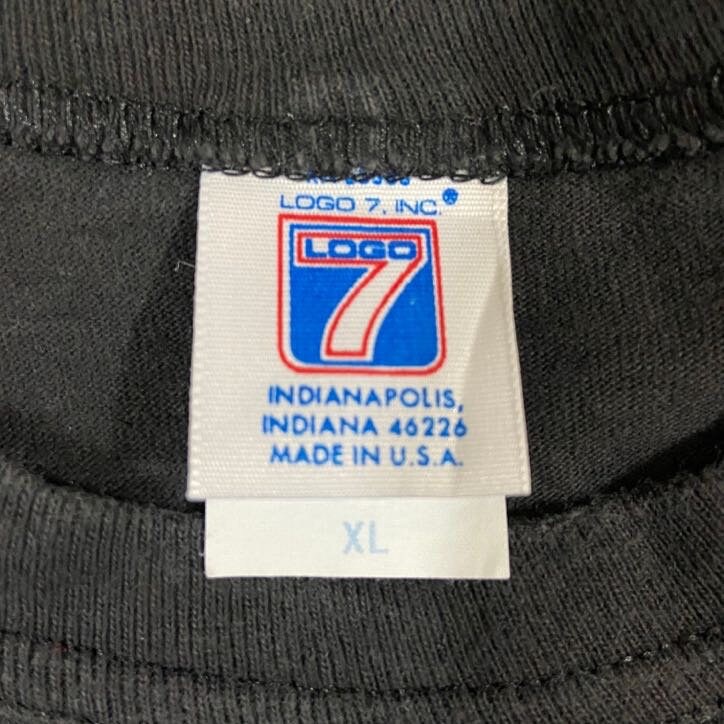 LOGO 7, INC.®
LOGO
7
INDIANAPOLIS,
INDIANA 46226
MADE IN U.S.A.
XL